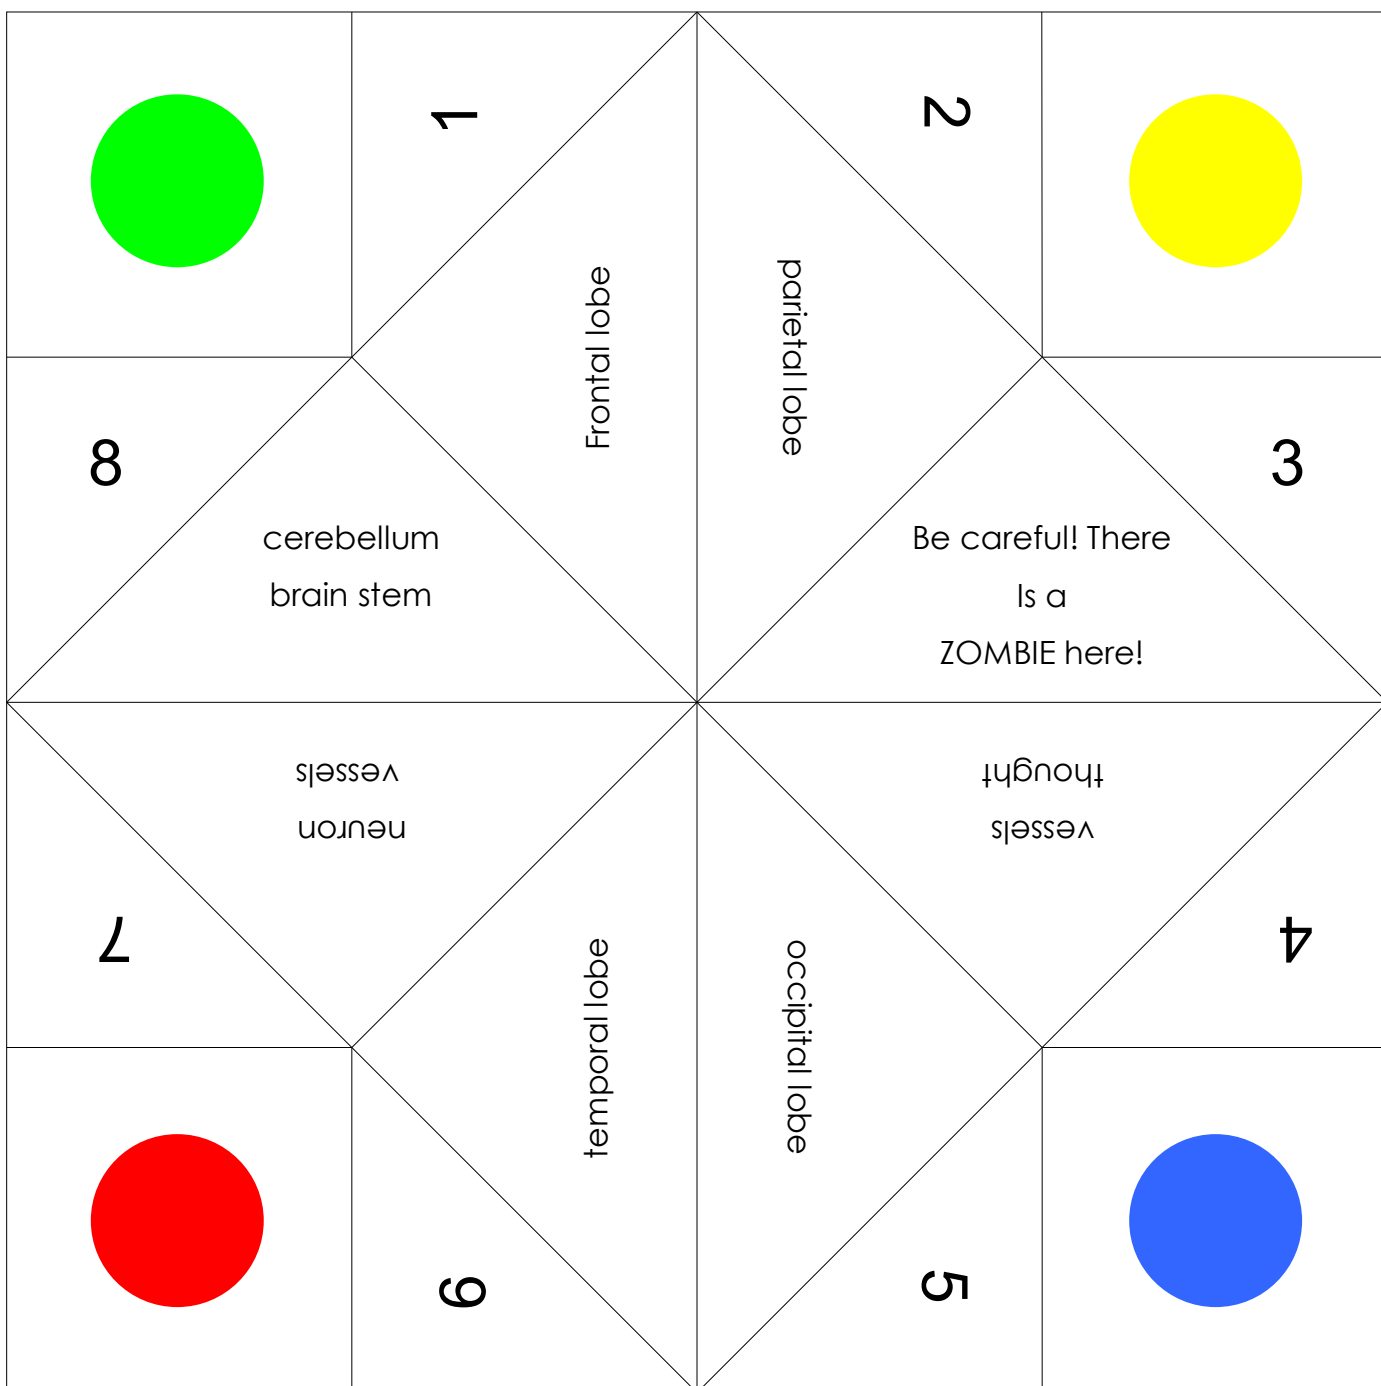 1
2
Frontal lobe
parietal lobe
8
3
cerebellum
brain stem
Be careful! There
Is a
ZOMBIE here!
neuron
vessels
vessels
thought
7
4
temporal lobe
occipital lobe
6
5